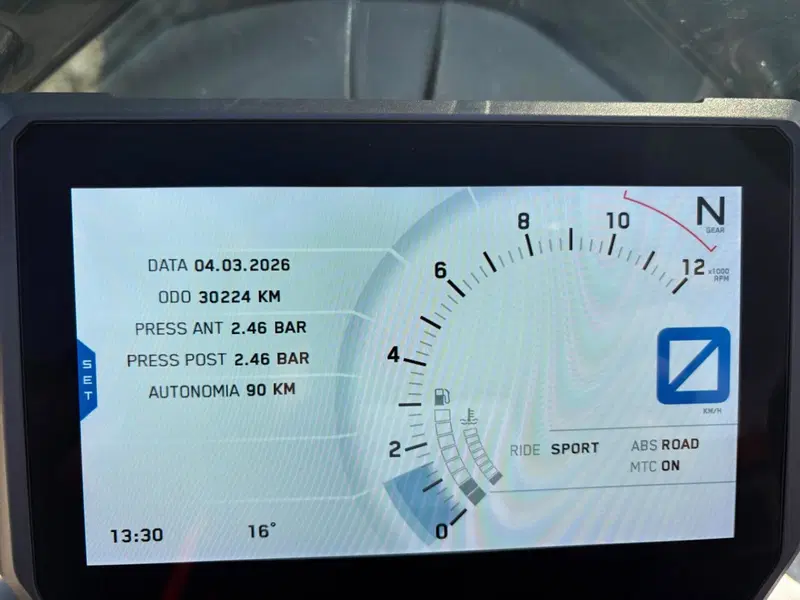 DATA 04.03.2026
ODO 30224 KM
PRESS ANT 2.46 BAR
PRESS POST 2.46 BAR
AUTONOMIA 90 KM
SET
13:30
16°
0
2
4
6
8
10
12 x1000 RPM
N
GEAR
KM/H
RIDE SPORT
ABS ROAD
MTC ON